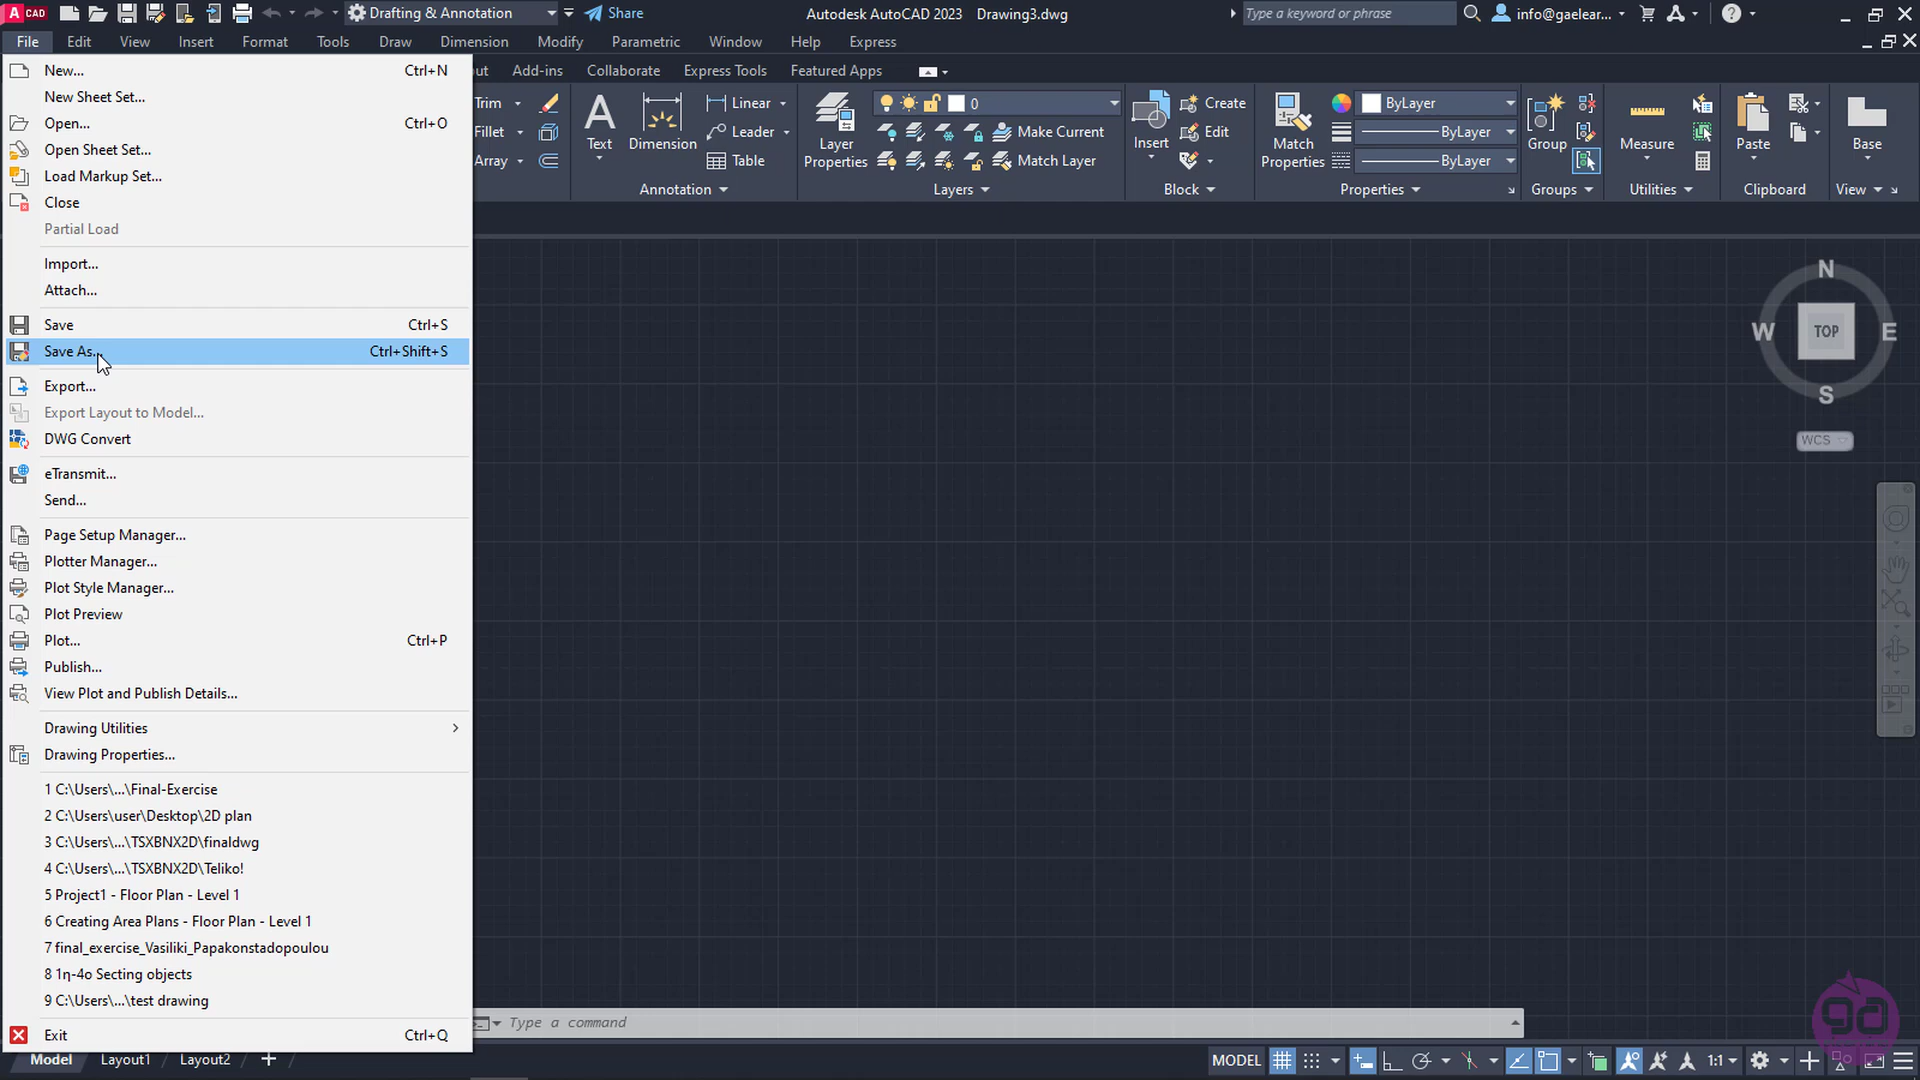 A CAD
Drafting & Annotation
Share
Autodesk AutoCAD 2023 Drawing3.dwg
Type a keyword or phrase
info@gaelear...
File Edit View Insert Format Tools Draw Dimension Modify Parametric Window Help Express
New... Ctrl+N
New Sheet Set...
Open... Ctrl+O
Open Sheet Set...
Load Markup Set...
Close
Partial Load
Import...
Attach...
Save Ctrl+S
Save As... Ctrl+Shift+S
Export...
Export Layout to Model...
DWG Convert
eTransmit...
Send...
Page Setup Manager...
Plotter Manager...
Plot Style Manager...
Plot Preview
Plot... Ctrl+P
Publish...
View Plot and Publish Details...
Drawing Utilities
Drawing Properties...
1 C:\Users\...\Final-Exercise
2 C:\Users\user\Desktop\2D plan
3 C:\Users\...\TSXBNX2D\finaldwg
4 C:\Users\...\TSXBNX2D\Teliko!
5 Project1 - Floor Plan - Level 1
6 Creating Area Plans - Floor Plan - Level 1
7 final_exercise_Vasiliki_Papakonstadopoulou
8 1η-4ο Secting objects
9 C:\Users\...\test drawing
Exit Ctrl+Q
Add-ins Collaborate Express Tools Featured Apps
Trim
Fillet
Array
Text
Dimension
Linear
Leader
Table
Annotation
Layer Properties
0
Make Current
Match Layer
Layers
Insert
Create
Edit
Block
Match Properties
ByLayer
ByLayer
ByLayer
Properties
Group
Groups
Measure
Utilities
Paste
Clipboard
Base
View
N
W TOP E
S
WCS
Type a command
Model Layout1 Layout2
MODEL
1:1
ga